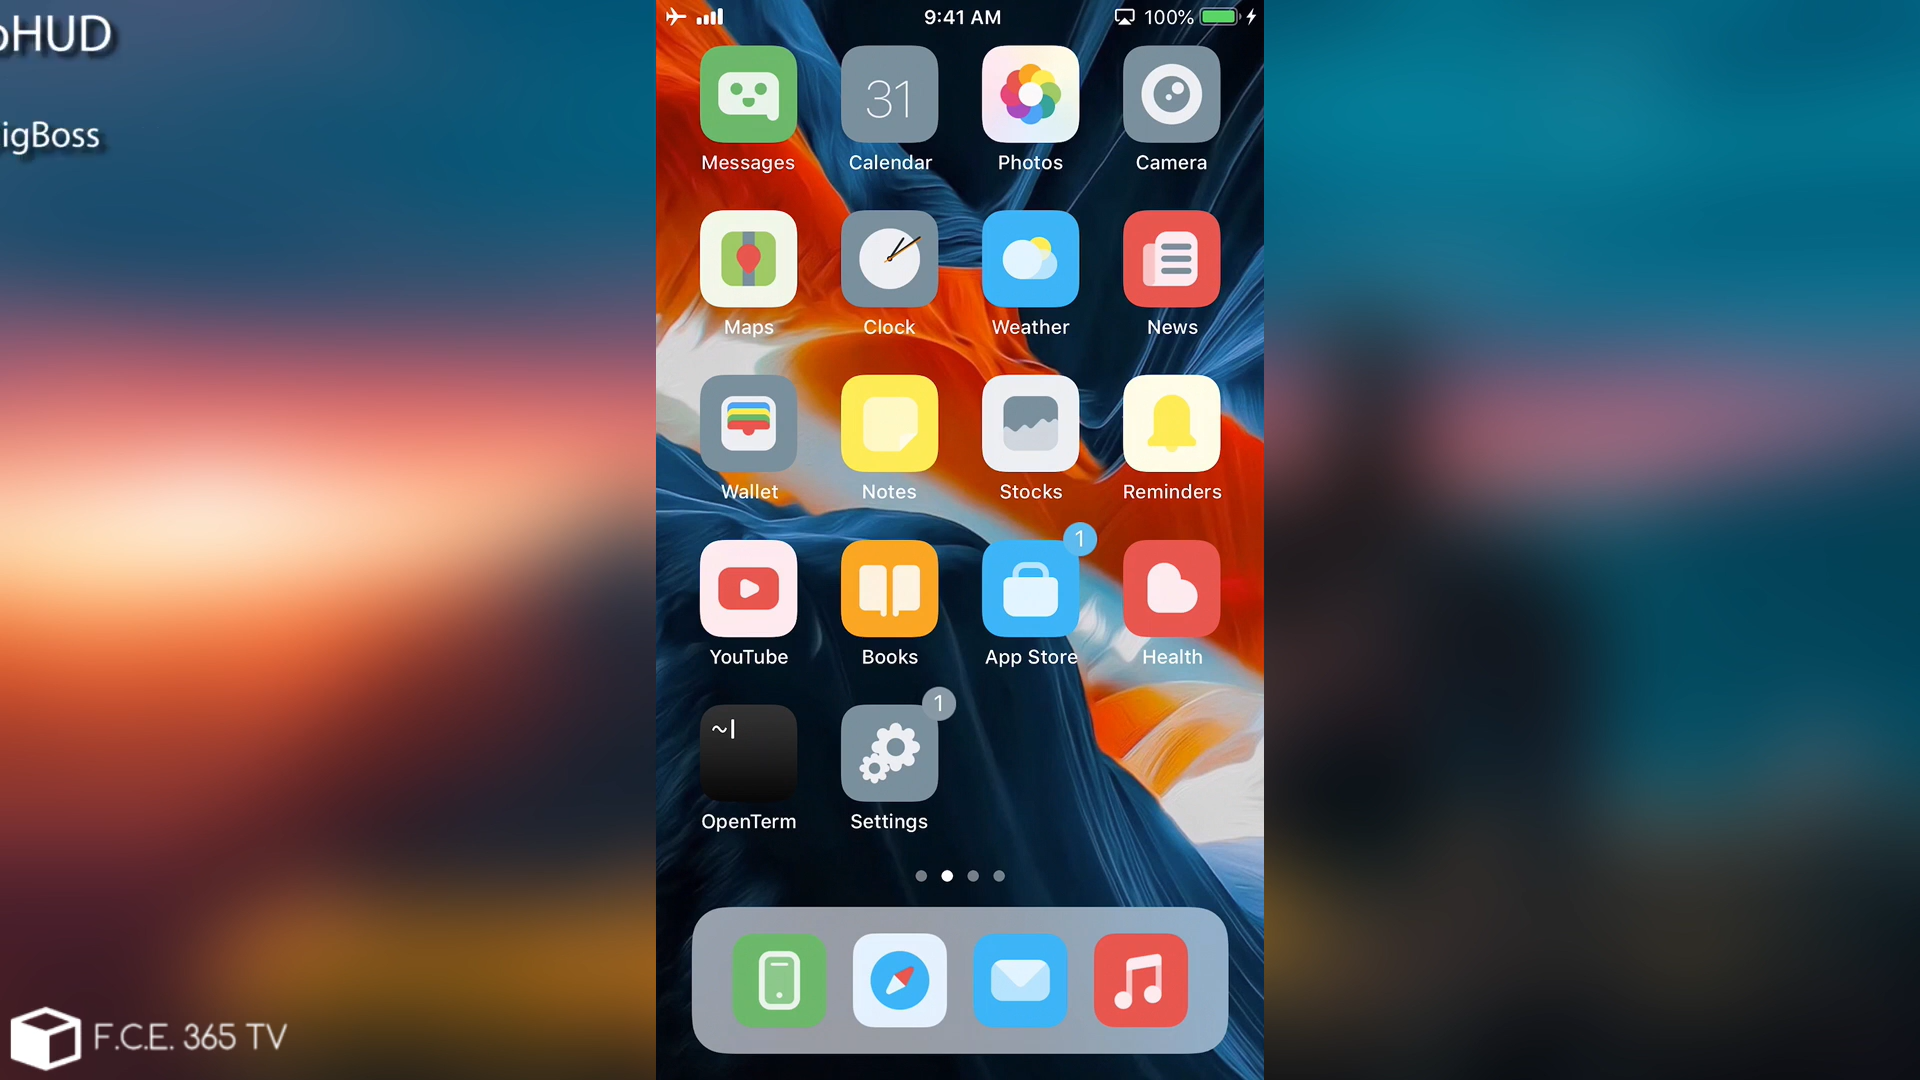 oHUD
igBoss
9:41 AM
100%
31
Messages
Calendar
Photos
Camera
Maps
Clock
Weather
News
Wallet
Notes
Stocks
Reminders
1
YouTube
Books
App Store
Health
~|
1
OpenTerm
Settings
F.C.E. 365 TV